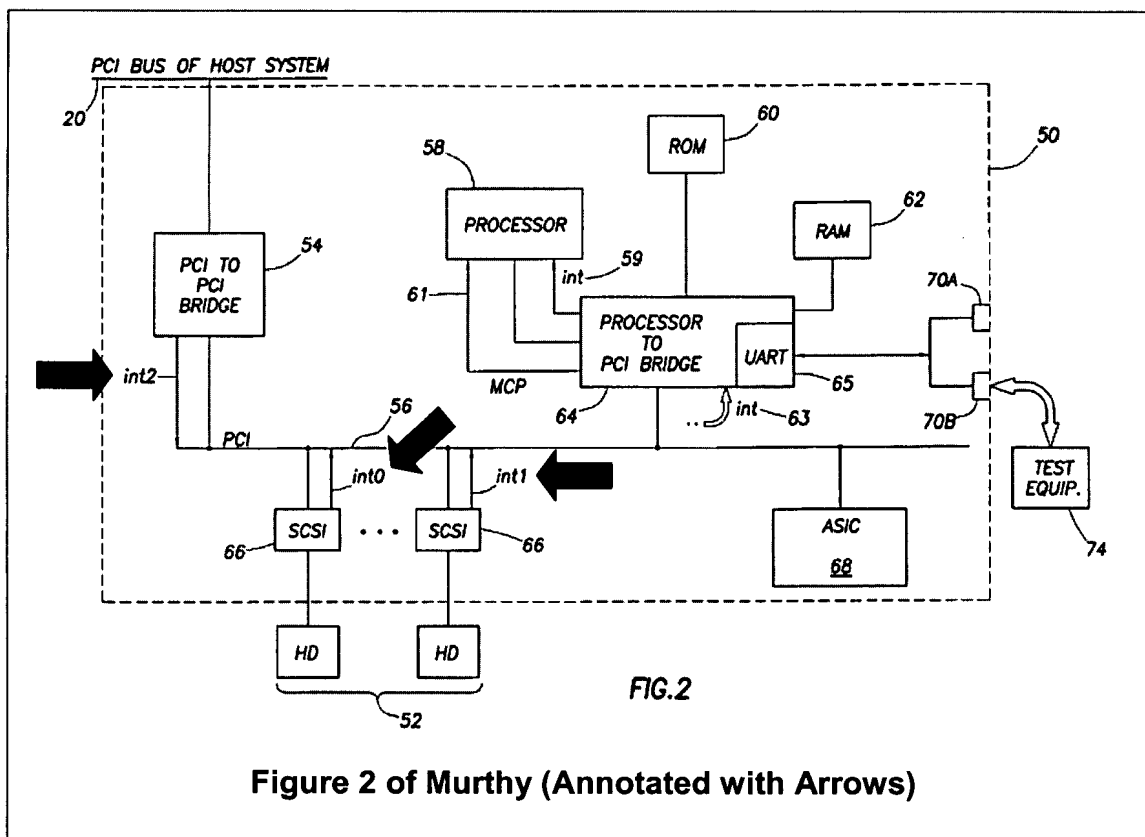 PCI BUS OF HOST SYSTEM
20
60
ROM
50
58
PROCESSOR
62
RAM
54
PCI TO
PCI
BRIDGE
int 59
61
70A
PROCESSOR
TO
PCI BRIDGE
UART
int2
MCP
65
64
.. int 63
70B
56
PCI
int0
int1
TEST
EQUIP.
74
SCSI
. . .
SCSI
66
66
ASIC
68
HD
HD
52
FIG.2
Figure 2 of Murthy (Annotated with Arrows)